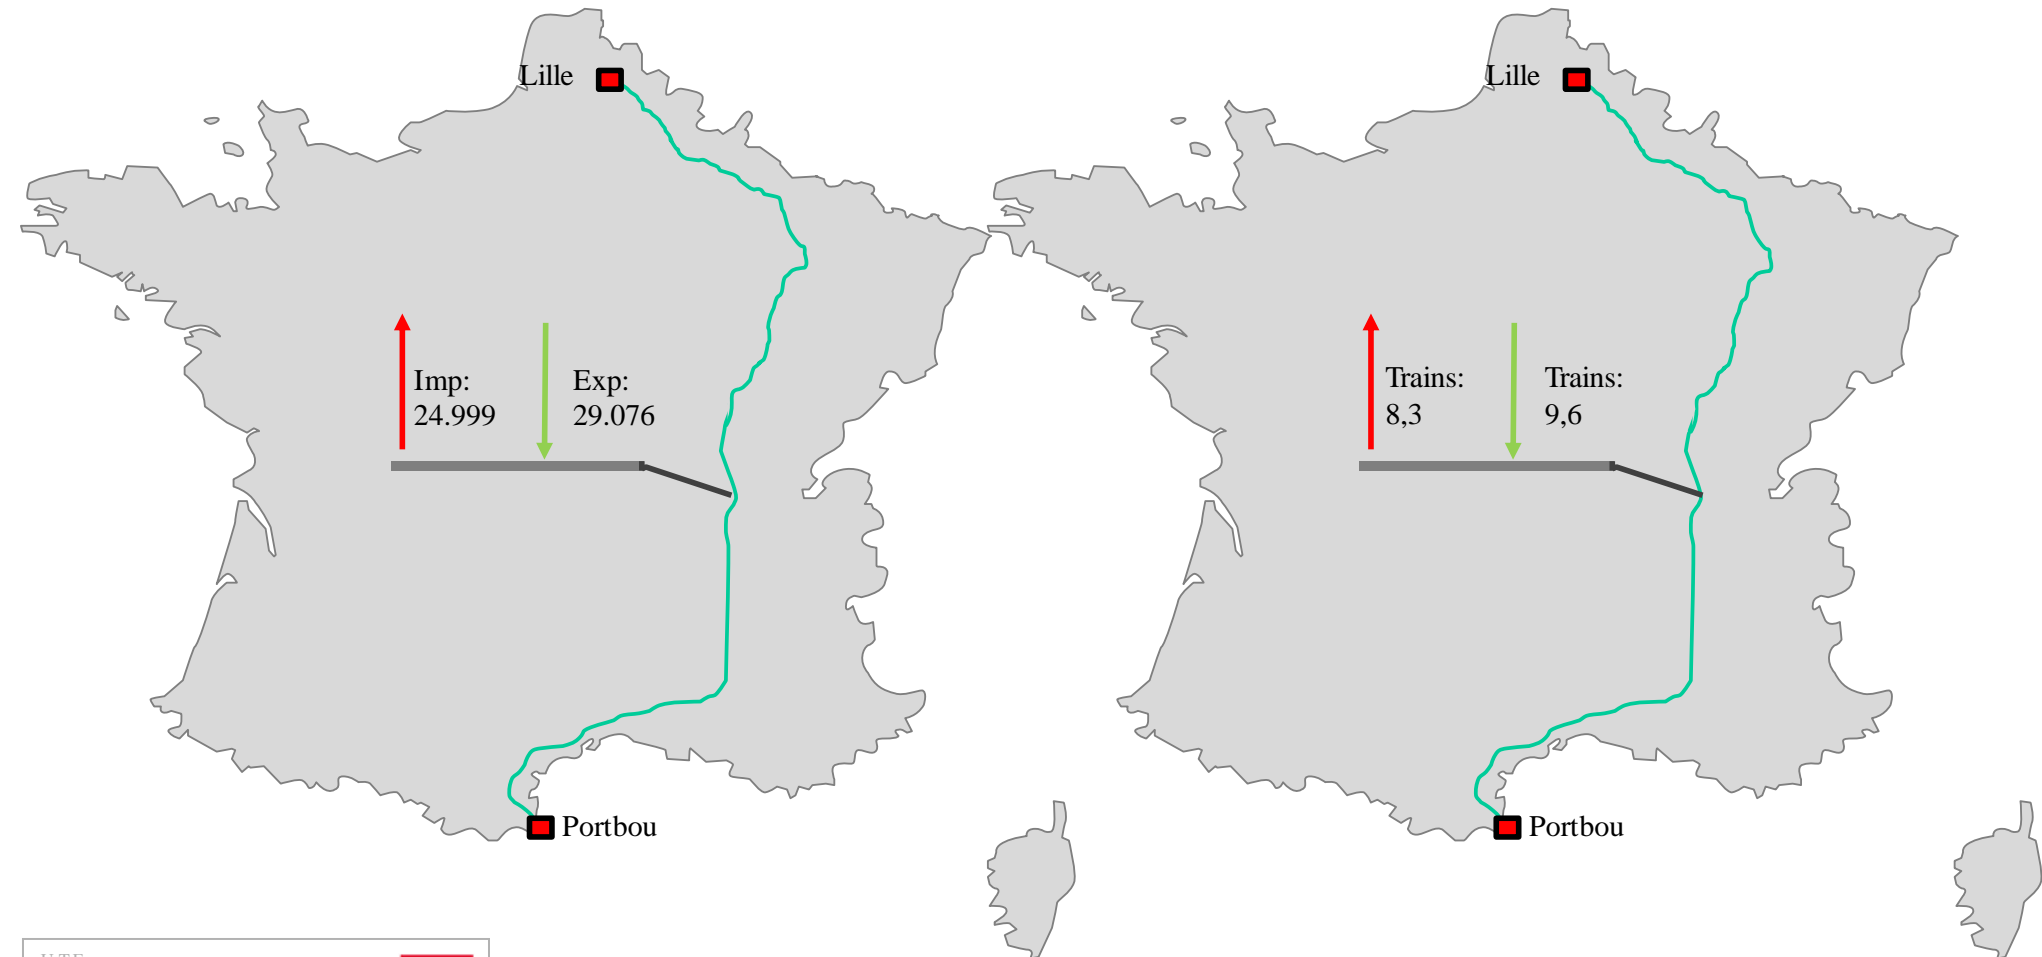 Lille
Imp:
24.999
Exp:
29.076
Portbou
Lille
Trains:
8,3
Trains:
9,6
Portbou